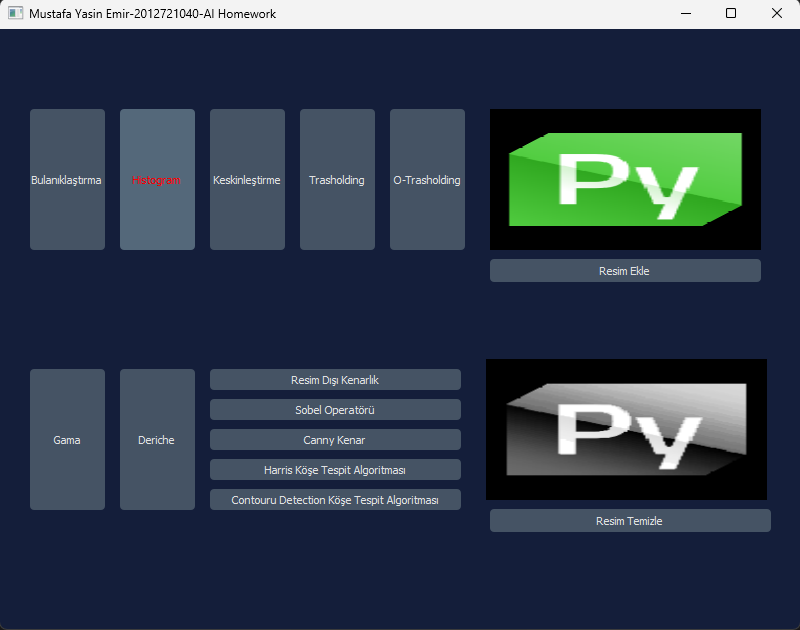 Mustafa Yasin Emir-2012721040-AI Homework
Bulanıklaştırma
Histogram
Keskinleştirme
Trasholding
O-Trasholding
Py
Resim Ekle
Gama
Deriche
Resim Dışı Kenarlık
Sobel Operatörü
Canny Kenar
Harris Köşe Tespit Algoritması
Contouru Detection Köşe Tespit Algoritması
Py
Resim Temizle